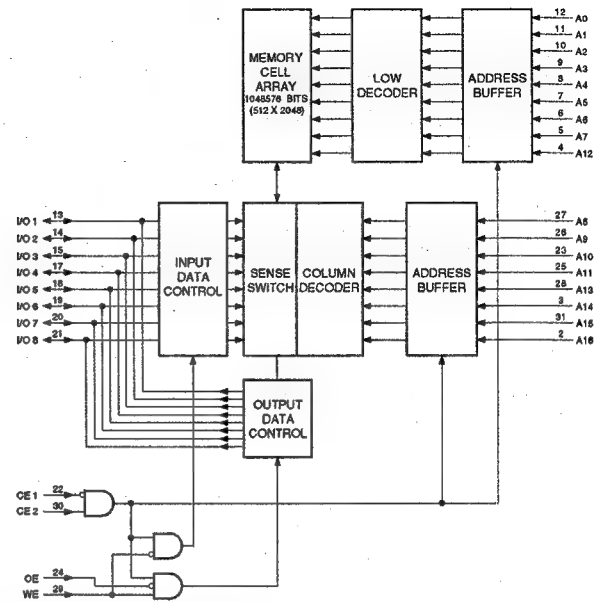 12 A0
11 A1
10 A2
9 A3
8 A4
7 A5
6 A6
5 A7
4 A12
MEMORY
CELL
ARRAY
1048576 BITS
(512 X 2048)
LOW
DECODER
ADDRESS
BUFFER
I/O 1 13
I/O 2 14
I/O 3 15
I/O 4 17
I/O 5 18
I/O 6 19
I/O 7 20
I/O 8 21
INPUT
DATA
CONTROL
SENSE
SWITCH
COLUMN
DECODER
ADDRESS
BUFFER
27 A8
26 A9
23 A10
25 A11
28 A13
3 A14
31 A15
2 A16
OUTPUT
DATA
CONTROL
CE 1 22
CE 2 30
OE 24
WE 29